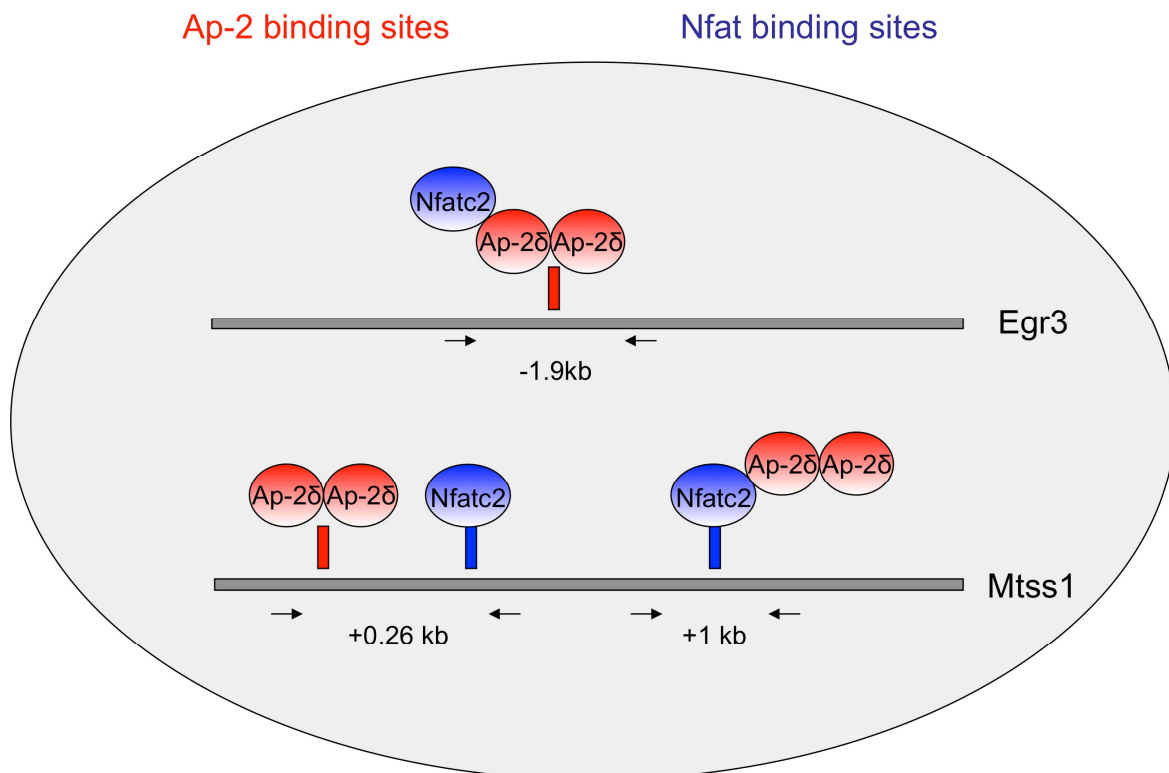 Ap-2 binding sites
Nfat binding sites
Nfatc2
Ap-2δ
Ap-2δ
Egr3
-1.9kb
Ap-2δ
Ap-2δ
Ap-2δ
Ap-2δ
Nfatc2
Nfatc2
Mtss1
+0.26 kb
+1 kb